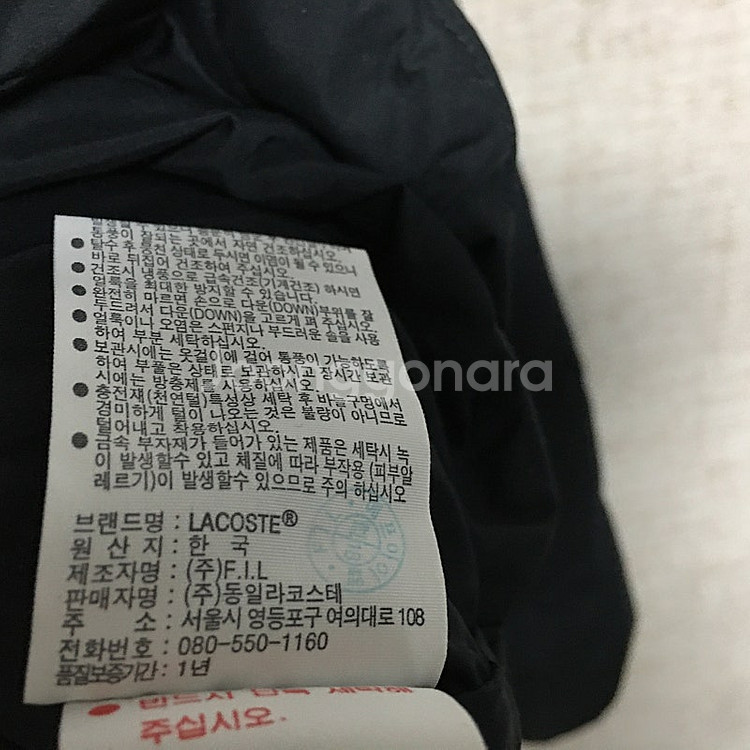 통풍이 잘되는 곳에서 자연 건조하십시오.
● 탈수 후 뭉친 상태로 두시면 이염이 될 수 있으니
바로 뒤집어 건조하여 주십시오.
● 건조시 냉풍으로 급속건조(기계건조) 하시면
얼룩을 최대한 방지할 수 있습니다.
● 완전히 마르면 손으로 다운(DOWN)부위를 잘
두드려서 다운(DOWN)을 고르게 펴 주십시오.
● 얼룩이나 오염은 스펀지나 부드러운 솔을 사용
하여 부분 세탁하십시오.
● 보관시에는 옷걸이에 걸어 통풍이 가능하도록
하여 부풀은 상태로 보관하시고 장시간 보관
시에는 방충제를 사용하십시오.
● 충전재(천연털)특성상 세탁 후 바늘구멍에서
경미하게 털이 나오는 것은 불량이 아니므로
털어내고 착용하십시오.
● 금속 부자재가 들어가 있는 제품은 세탁시 녹
이 발생할수 있고 체질에 따라 부작용 (피부알
레르기)이 발생할수 있으므로 주의 하십시오
브랜드명 : LACOSTE®
원 산 지 : 한 국
제조자명 : (주)F.I.L
판매자명 : (주)동일라코스테
주 소 : 서울시 영등포구 여의대로 108
전화번호 : 080-550-1160
품질보증기간 : 1년
● 반드시 단독 세탁해
주십시오.